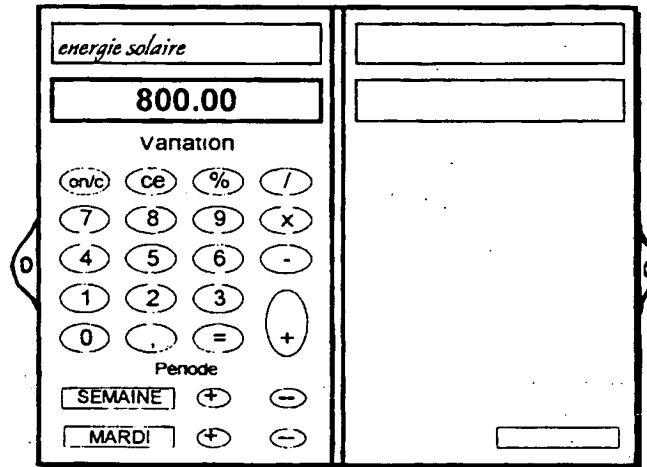 energie solaire
800.00
Variation
on/c ce % /
7 8 9 x
4 5 6 -
1 2 3
0 , = +
Periode
SEMAINE + --
MARDI + --
D